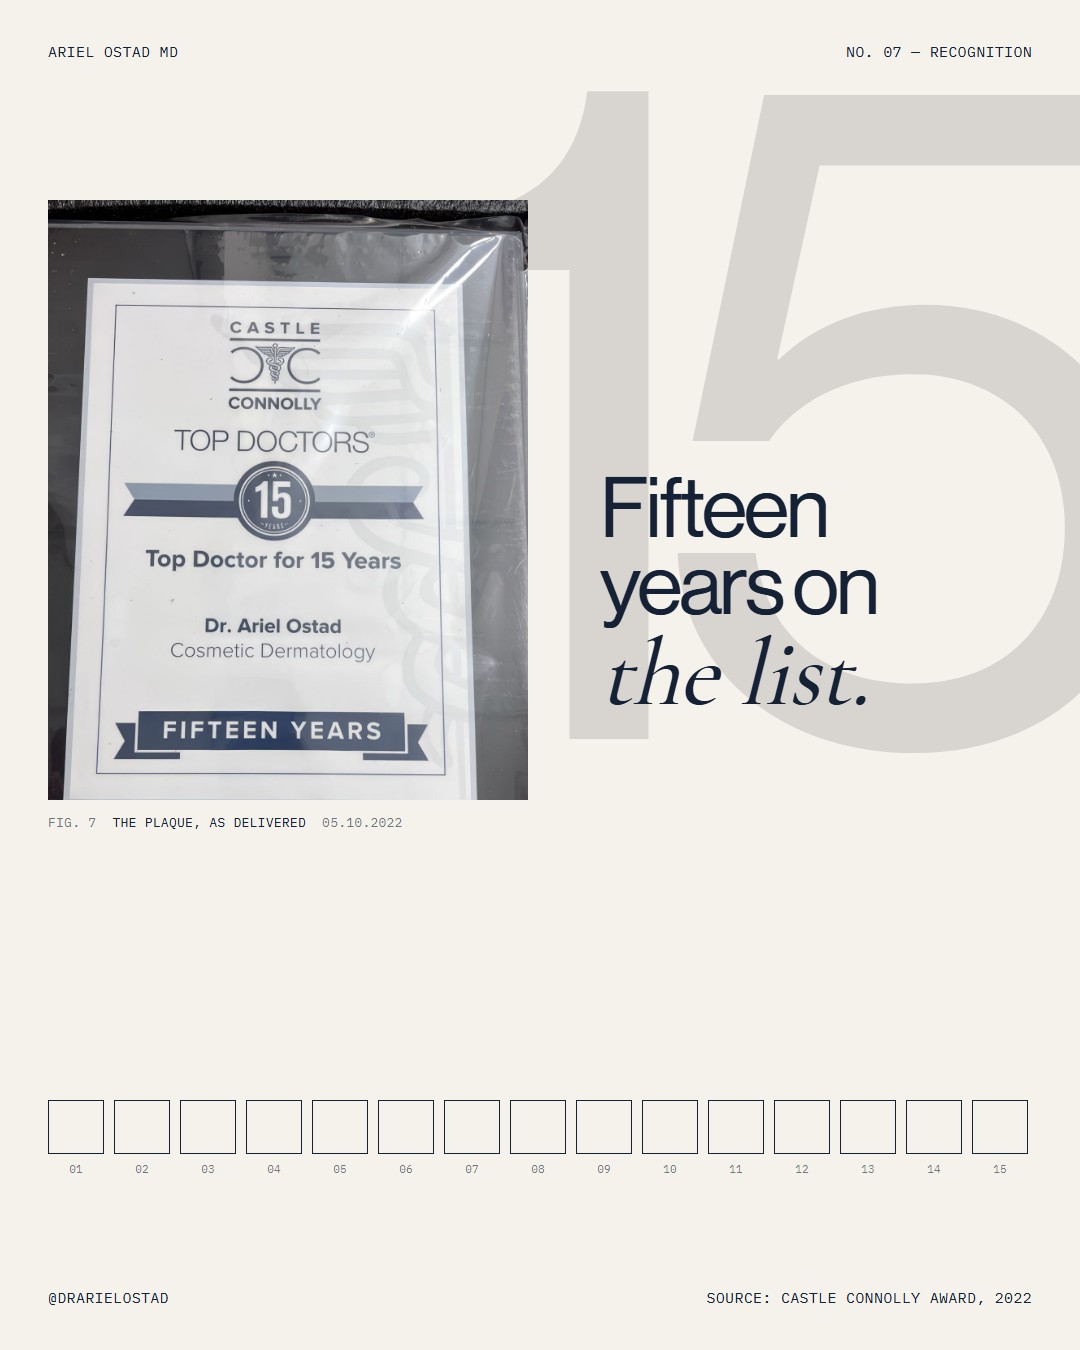 ARIEL OSTAD MD
NO. 07 — RECOGNITION
15
CASTLE
CONNOLLY
TOP DOCTORS®
15
YEARS
Top Doctor for 15 Years
Dr. Ariel Ostad
Cosmetic Dermatology
FIFTEEN YEARS
Fifteen
years on
the list.
FIG. 7 THE PLAQUE, AS DELIVERED 05.10.2022
01 02 03 04 05 06 07 08 09 10 11 12 13 14 15
@DRARIELOSTAD
SOURCE: CASTLE CONNOLLY AWARD, 2022